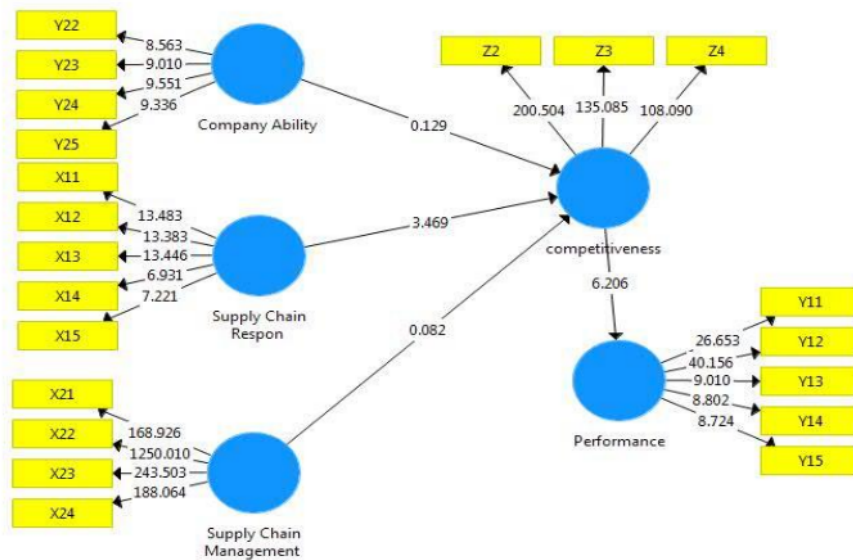 Y22
Y23
Y24
Y25
8.563
9.010
9.551
9.336
Company Ability
0.129
X11
X12
X13
X14
X15
13.483
13.383
13.446
6.931
7.221
Supply Chain
Respon
3.469
X21
X22
X23
X24
168.926
1250.010
243.503
188.064
Supply Chain
Management
0.082
Z2
Z3
Z4
200.504
135.085
108.090
competitiveness
6.206
Performance
26.653
40.156
9.010
8.802
8.724
Y11
Y12
Y13
Y14
Y15